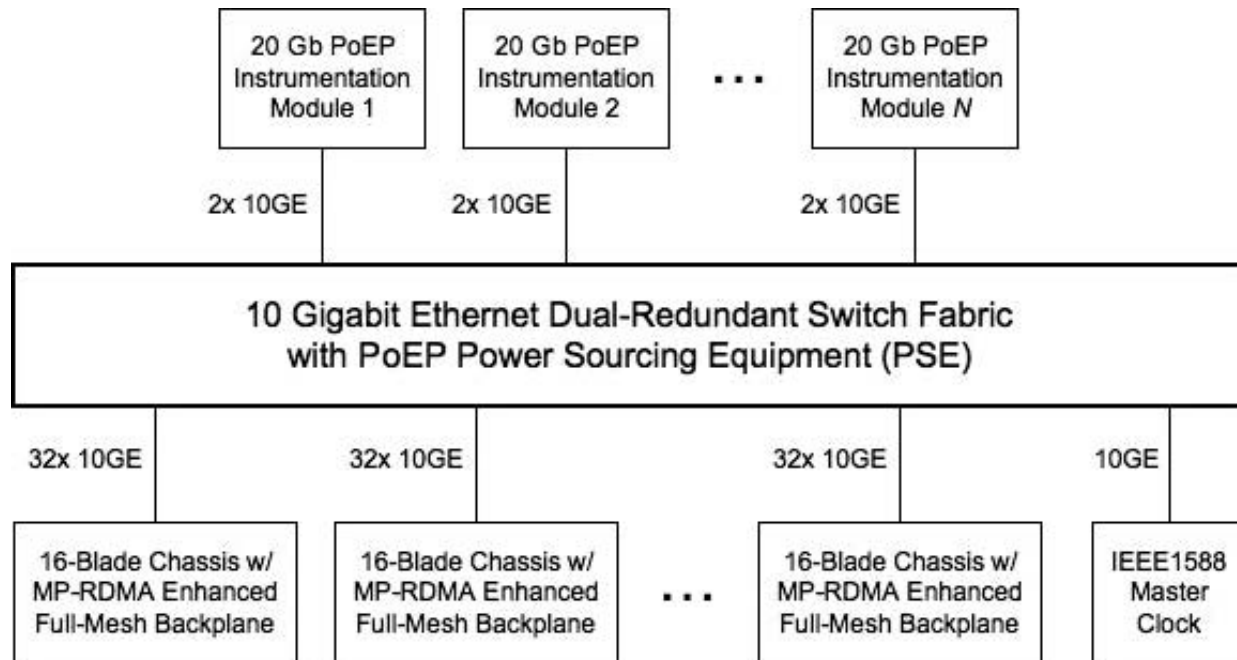 20 Gb PoEP
Instrumentation
Module 1
20 Gb PoEP
Instrumentation
Module 2
...
20 Gb PoEP
Instrumentation
Module N
2x 10GE
2x 10GE
2x 10GE
10 Gigabit Ethernet Dual-Redundant Switch Fabric
with PoEP Power Sourcing Equipment (PSE)
32x 10GE
32x 10GE
32x 10GE
10GE
16-Blade Chassis w/
MP-RDMA Enhanced
Full-Mesh Backplane
16-Blade Chassis w/
MP-RDMA Enhanced
Full-Mesh Backplane
...
16-Blade Chassis w/
MP-RDMA Enhanced
Full-Mesh Backplane
IEEE1588
Master
Clock